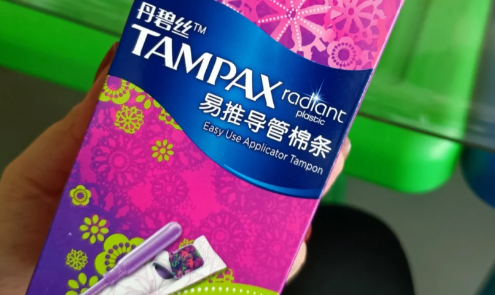 丹碧丝™
TAMPAX radiant
plastic
易推导管棉条
Easy Use Applicator Tampon